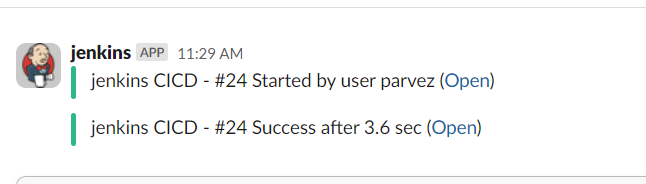 jenkins APP 11:29 AM
jenkins CICD - #24 Started by user parvez (Open)
jenkins CICD - #24 Success after 3.6 sec (Open)